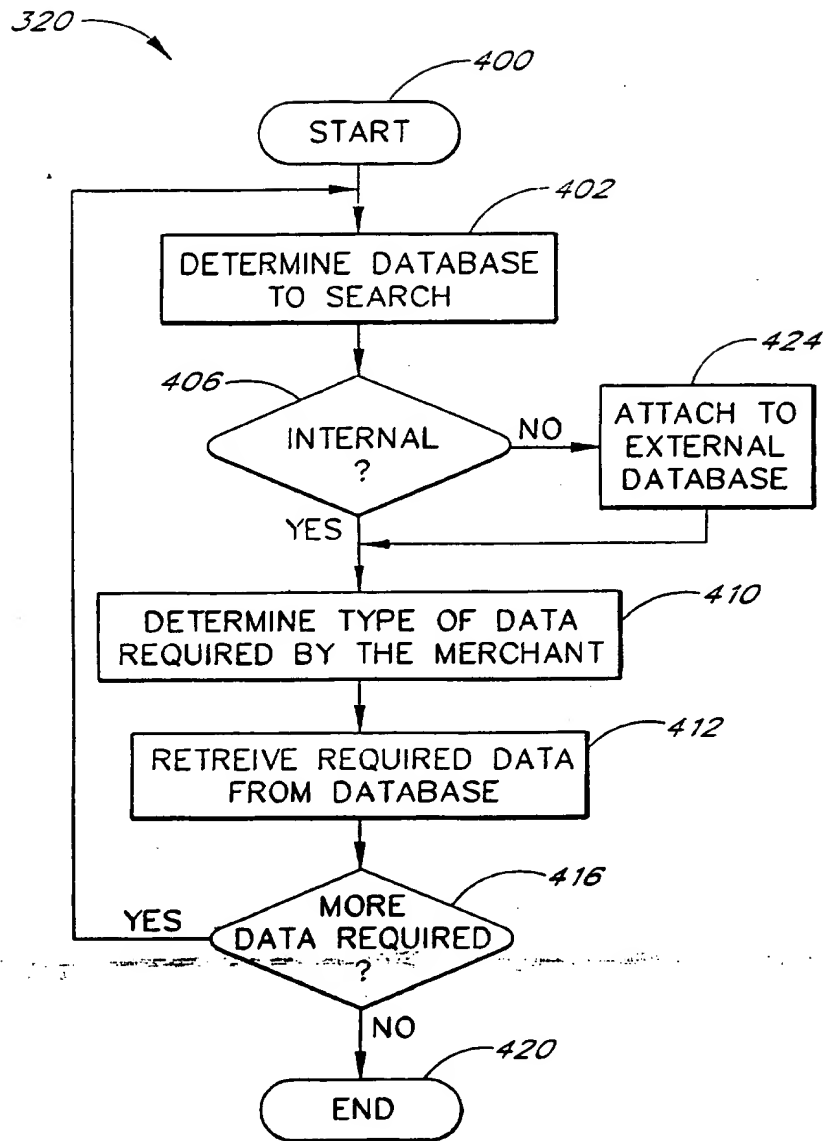 320
400
START
402
DETERMINE DATABASE
TO SEARCH
406
INTERNAL
?
NO
424
ATTACH TO
EXTERNAL
DATABASE
YES
410
DETERMINE TYPE OF DATA
REQUIRED BY THE MERCHANT
412
RETREIVE REQUIRED DATA
FROM DATABASE
416
MORE
DATA REQUIRED
?
YES
NO
420
END